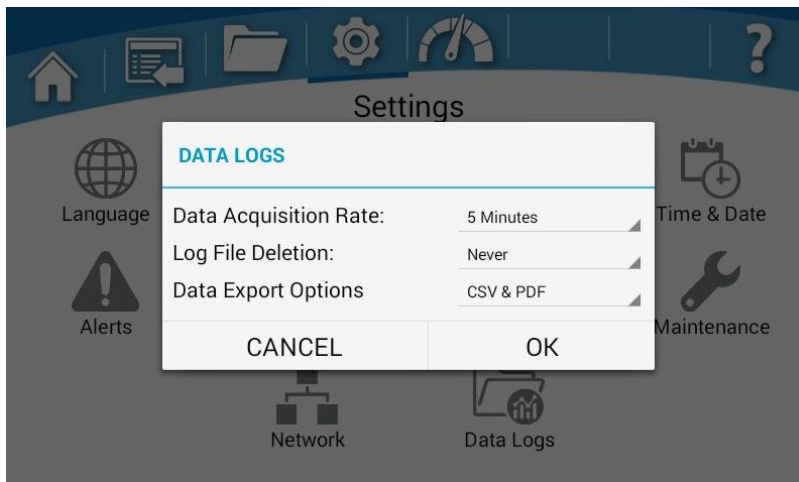 ?
Settings
DATA LOGS
Language
Data Acquisition Rate: 5 Minutes
Time & Date
Log File Deletion: Never
Data Export Options CSV & PDF
Alerts
CANCEL OK
Maintenance
Network Data Logs